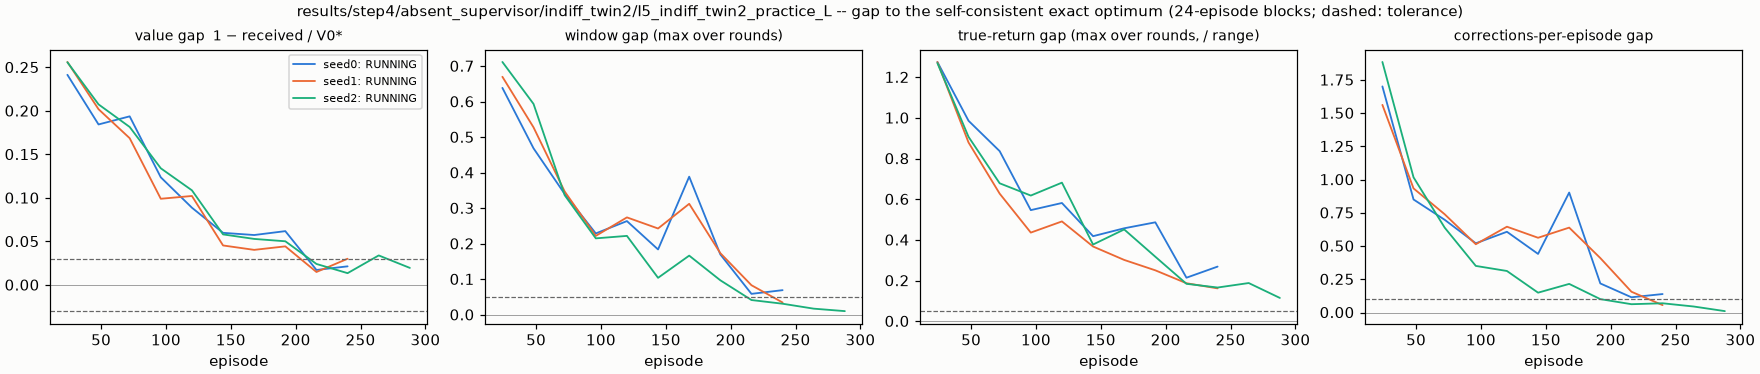 results/step4/absent_supervisor/indiff_twin2/l5_indiff_twin2_practice_L -- gap to the self-consistent exact optimum (24-episode blocks; dashed: tolerance)
value gap  1 − received / V0*
0.25
0.20
0.15
0.10
0.05
0.00
seed0: RUNNING
seed1: RUNNING
seed2: RUNNING
50 100 150 200 250 300
episode
window gap (max over rounds)
0.7
0.6
0.5
0.4
0.3
0.2
0.1
0.0
50 100 150 200 250 300
episode
true-return gap (max over rounds, / range)
1.2
1.0
0.8
0.6
0.4
0.2
0.0
50 100 150 200 250 300
episode
corrections-per-episode gap
1.75
1.50
1.25
1.00
0.75
0.50
0.25
0.00
50 100 150 200 250 300
episode